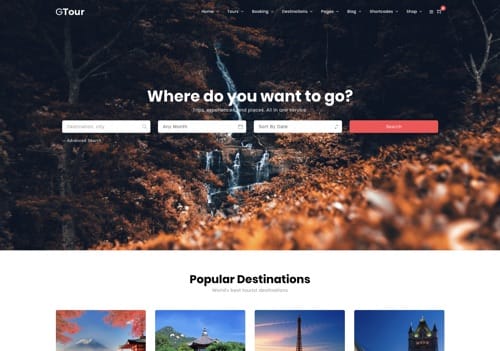 GTour
Home Tours Booking Destinations Pages Blog Shortcodes Shop
Where do you want to go?
Trips, experiences, and places. All in one service.
Destination, city
Any Month
Sort By Date
Search
Advanced Search
Popular Destinations
World's best tourist destinations